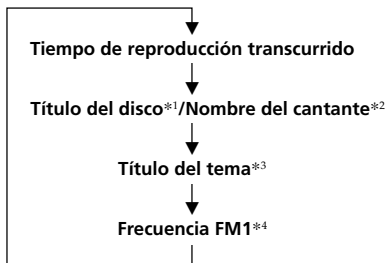 Tiempo de reproducción transcurrido
Título del disco*1/Nombre del cantante*2
Título del tema*3
Frecuencia FM1*4